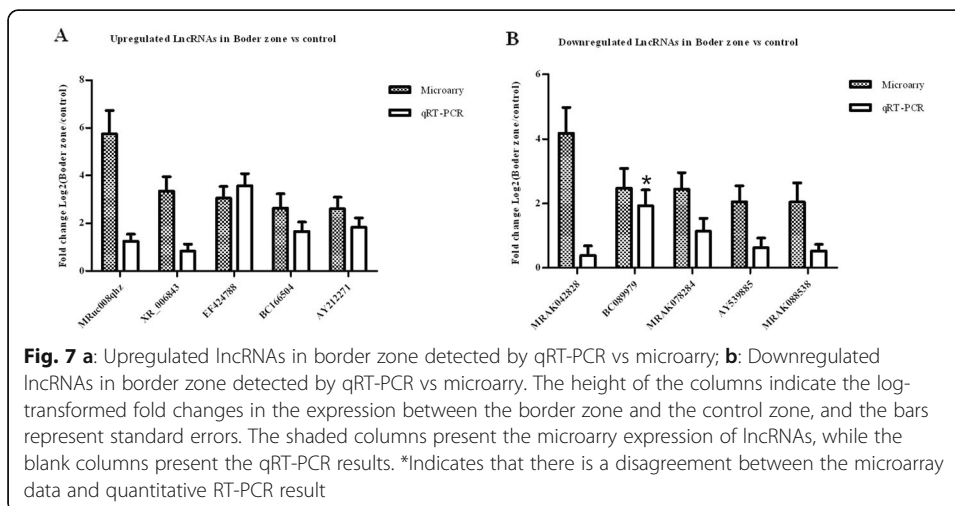 A
Upregulated LncRNAs in Boder zone vs control
Fold change Log2(Boder zone/control)
8
6
4
2
0
Microarry
qRT-PCR
MRuc008qhz
XR_006843
EF424788
BC166504
AY212271
B
Downregulated LncRNAs in Boder zone vs control
Fold change Log2(Boder zone/control)
6
4
2
0
*
Microarry
qRT-PCR
MRAK042828
BC089979
MRAK078284
AY539885
MRAK088538
Fig. 7 a: Upregulated lncRNAs in border zone detected by qRT-PCR vs microarry; b: Downregulated
lncRNAs in border zone detected by qRT-PCR vs microarry. The height of the columns indicate the log-
transformed fold changes in the expression between the border zone and the control zone, and the bars
represent standard errors. The shaded columns present the microarry expression of lncRNAs, while the
blank columns present the qRT-PCR results. *Indicates that there is a disagreement between the microarray
data and quantitative RT-PCR result